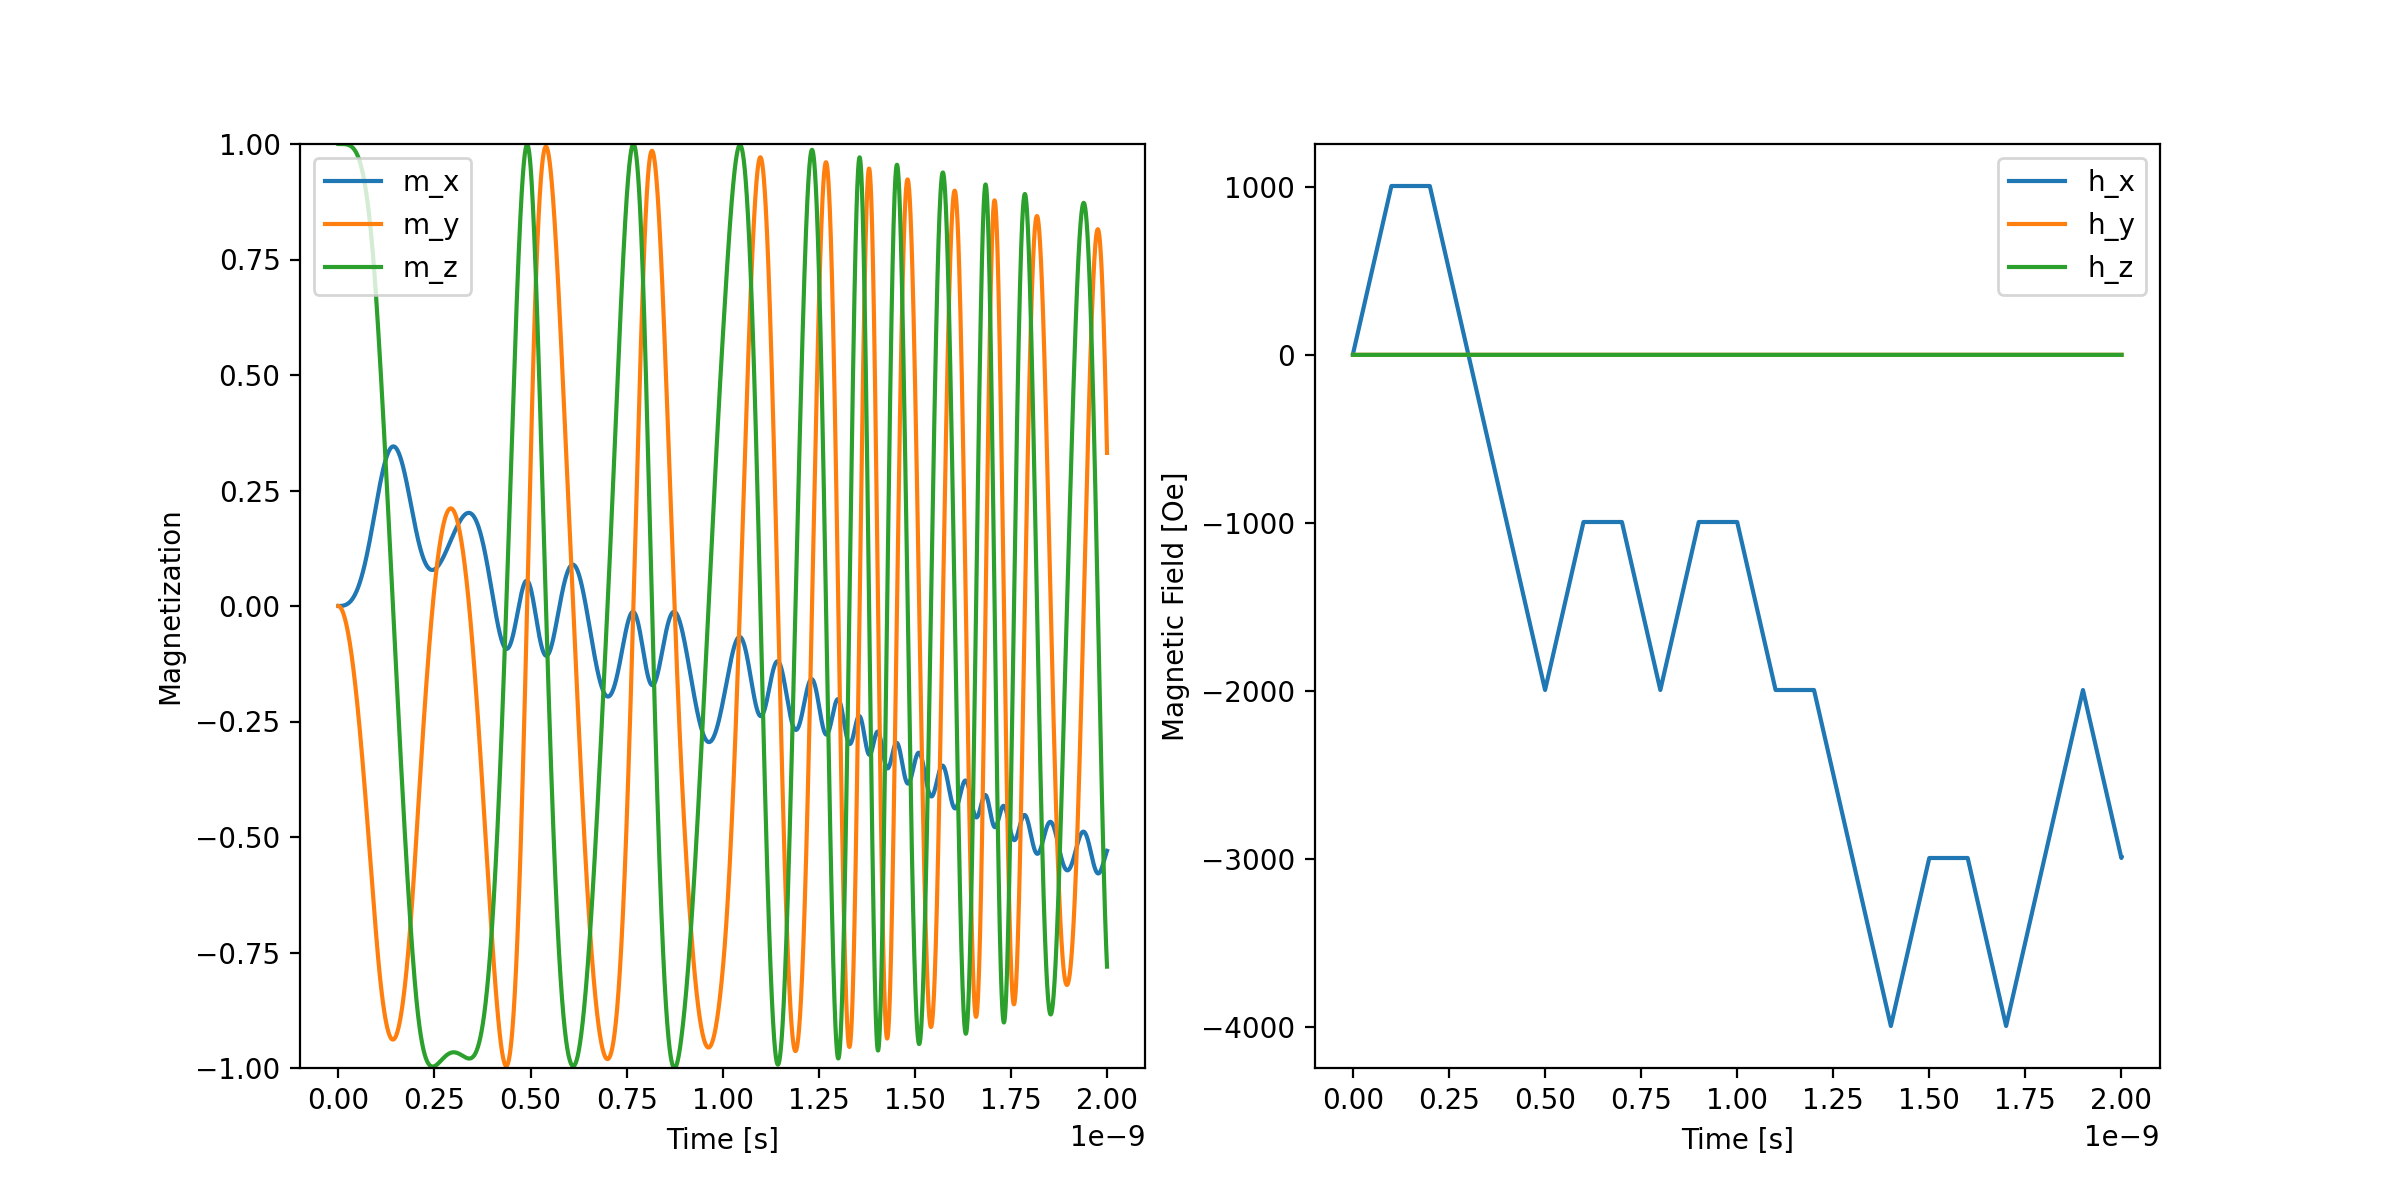 1.00
0.75
0.50
0.25
0.00
−0.25
−0.50
−0.75
−1.00
Magnetization
m_x
m_y
m_z
0.00 0.25 0.50 0.75 1.00 1.25 1.50 1.75 2.00
Time [s]
1e−9
1000
0
−1000
−2000
−3000
−4000
Magnetic Field [Oe]
h_x
h_y
h_z
0.00 0.25 0.50 0.75 1.00 1.25 1.50 1.75 2.00
Time [s]
1e−9